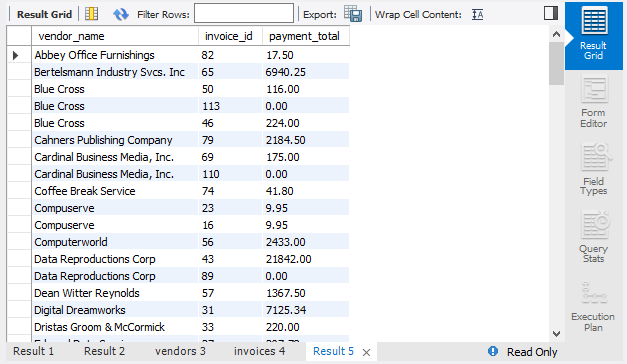 Result Grid Filter Rows: Export: Wrap Cell Content:
vendor_name invoice_id payment_total
Abbey Office Furnishings 82 17.50
Bertelsmann Industry Svcs. Inc 65 6940.25
Blue Cross 50 116.00
Blue Cross 113 0.00
Blue Cross 46 224.00
Cahners Publishing Company 79 2184.50
Cardinal Business Media, Inc. 69 175.00
Cardinal Business Media, Inc. 110 0.00
Coffee Break Service 74 41.80
Compuserve 23 9.95
Compuserve 16 9.95
Computerworld 56 2433.00
Data Reproductions Corp 43 21842.00
Data Reproductions Corp 89 0.00
Dean Witter Reynolds 57 1367.50
Digital Dreamworks 31 7125.34
Dristas Groom & McCormick 33 220.00
Result 1 Result 2 vendors 3 invoices 4 Result 5 Read Only
Result
Grid
Form
Editor
Field
Types
Query
Stats
Execution
Plan